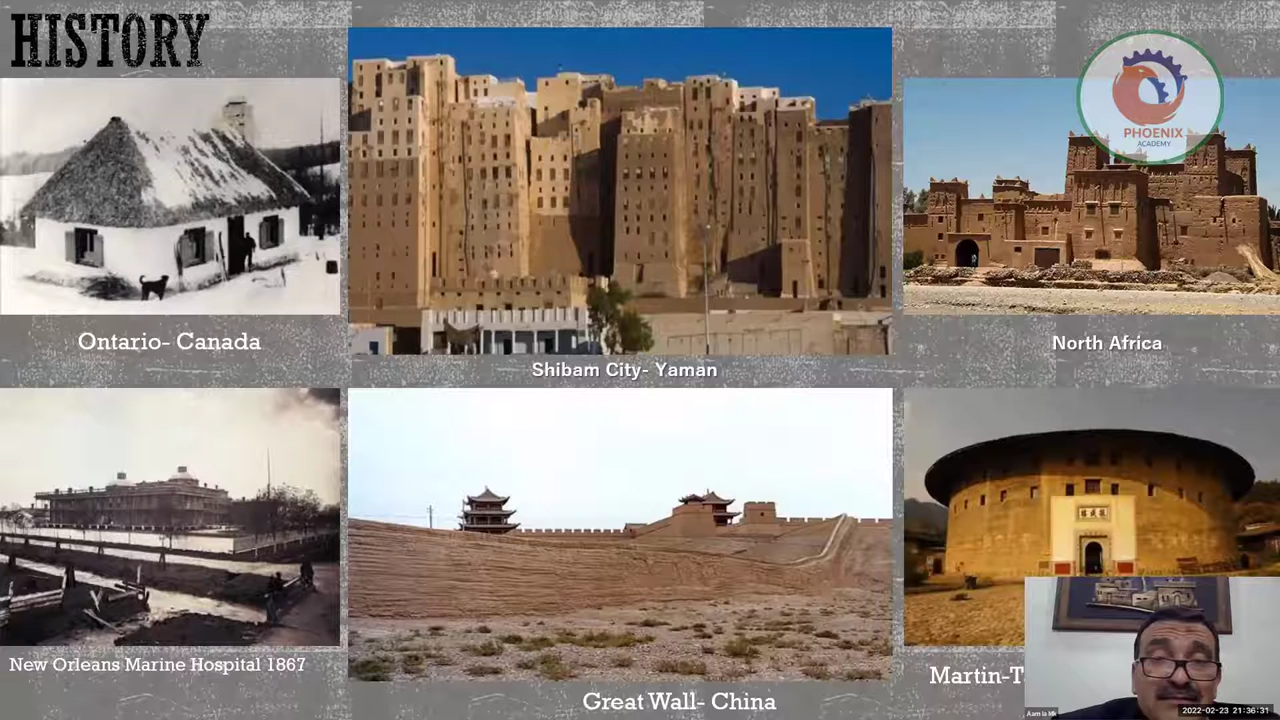 HISTORY
PHOENIX
ACADEMY
Ontario- Canada
Shibam City- Yaman
North Africa
New Orleans Marine Hospital 1867
Great Wall- China
Martin-T
2022-02-23 21:36:31